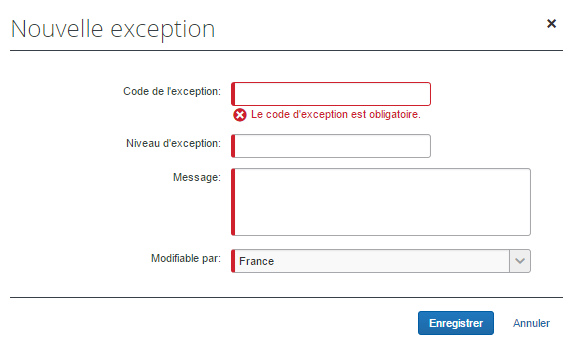 Nouvelle exception
Code de l'exception:
Le code d'exception est obligatoire.
Niveau d'exception:
Message:
Modifiable par: France
Enregistrer Annuler